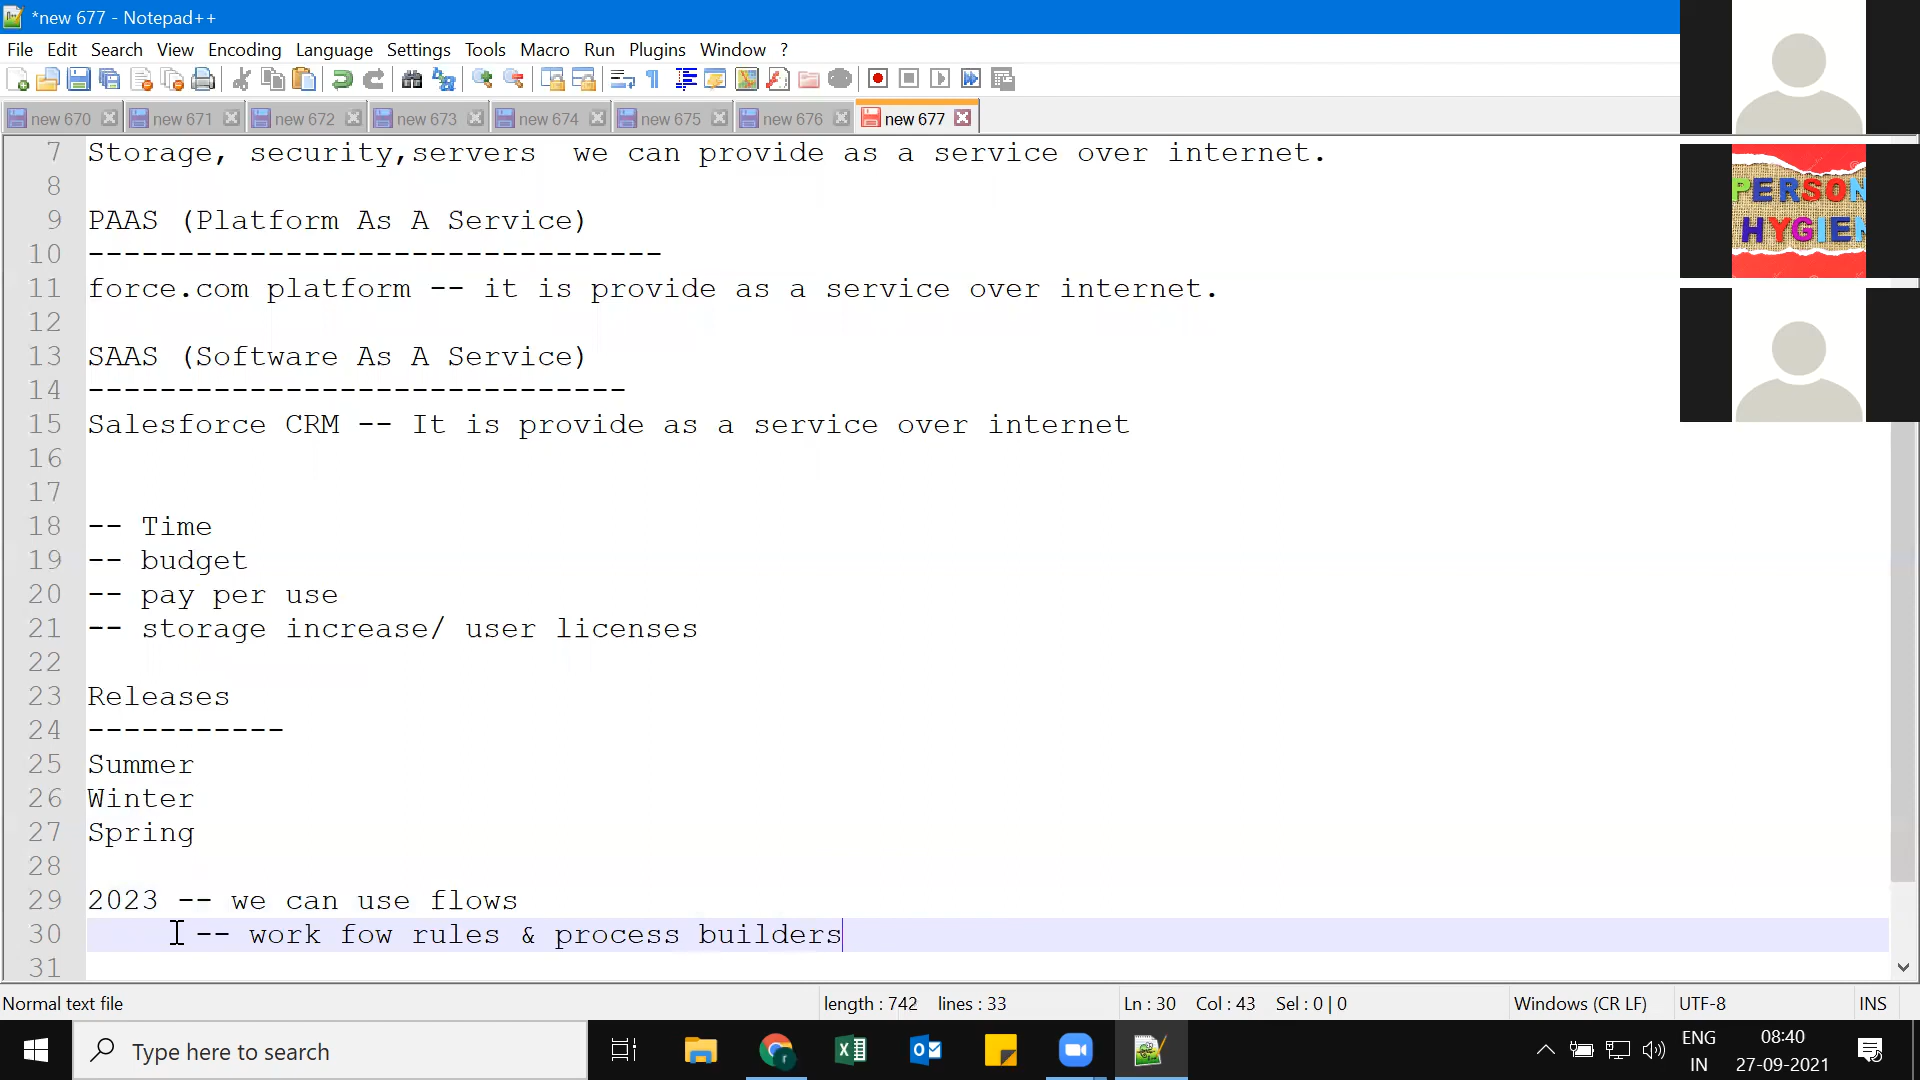 *new 677 - Notepad++
File Edit Search View Encoding Language Settings Tools Macro Run Plugins Window ?
new 670 new 671 new 672 new 673 new 674 new 675 new 676 new 677
7 Storage, security,servers  we can provide as a service over internet.
8
9 PAAS (Platform As A Service)
10 --------------------------------
11 force.com platform -- it is provide as a service over internet.
12
13 SAAS (Software As A Service)
14 ------------------------------
15 Salesforce CRM -- It is provide as a service over internet
16
17
18 -- Time
19 -- budget
20 -- pay per use
21 -- storage increase/ user licenses
22
23 Releases
24 -----------
25 Summer
26 Winter
27 Spring
28
29 2023 -- we can use flows
30 -- work fow rules & process builders
31
PERSON
HYGIEN
Normal text file length : 742 lines : 33 Ln : 30 Col : 43 Sel : 0 | 0 Windows (CR LF) UTF-8 INS
Type here to search
ENG
IN
08:40
27-09-2021